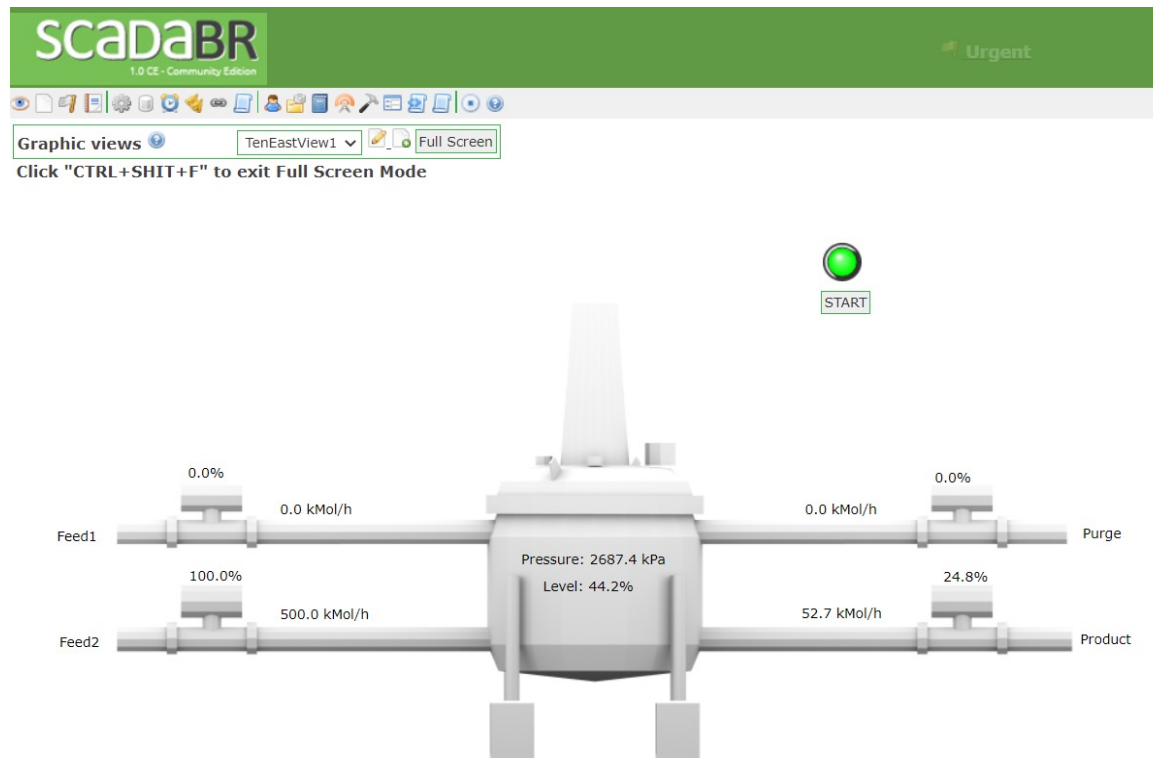 SCADABR
1.0 CE - Community Edition
Urgent
Graphic views
TenEastView1
Full Screen
Click "CTRL+SHIT+F" to exit Full Screen Mode
START
0.0%
0.0%
0.0 kMol/h
0.0 kMol/h
Feed1
Purge
Pressure: 2687.4 kPa
100.0%
24.8%
Level: 44.2%
500.0 kMol/h
52.7 kMol/h
Feed2
Product